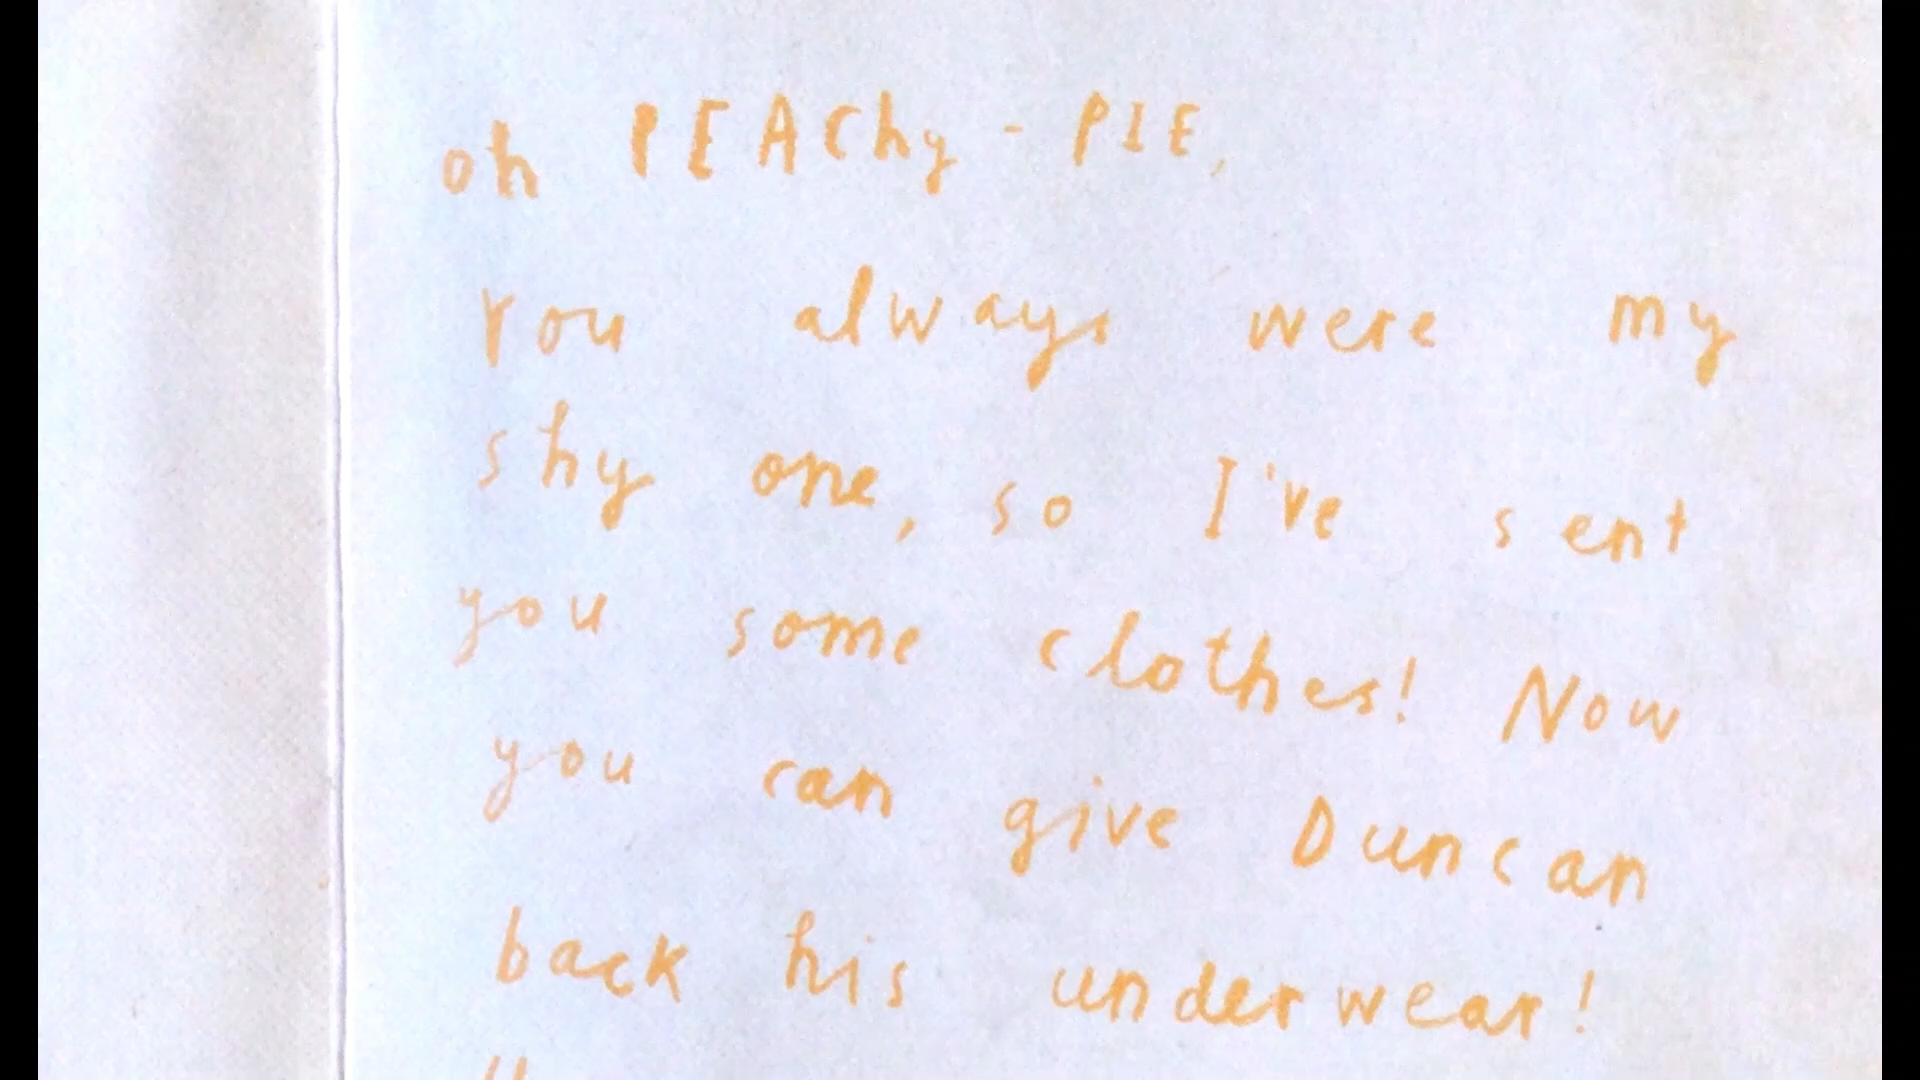 oh PEAChy - PIE,
You always were my
shy one, so I've sent
you some clothes! Now
you can give Duncan
back his underwear!